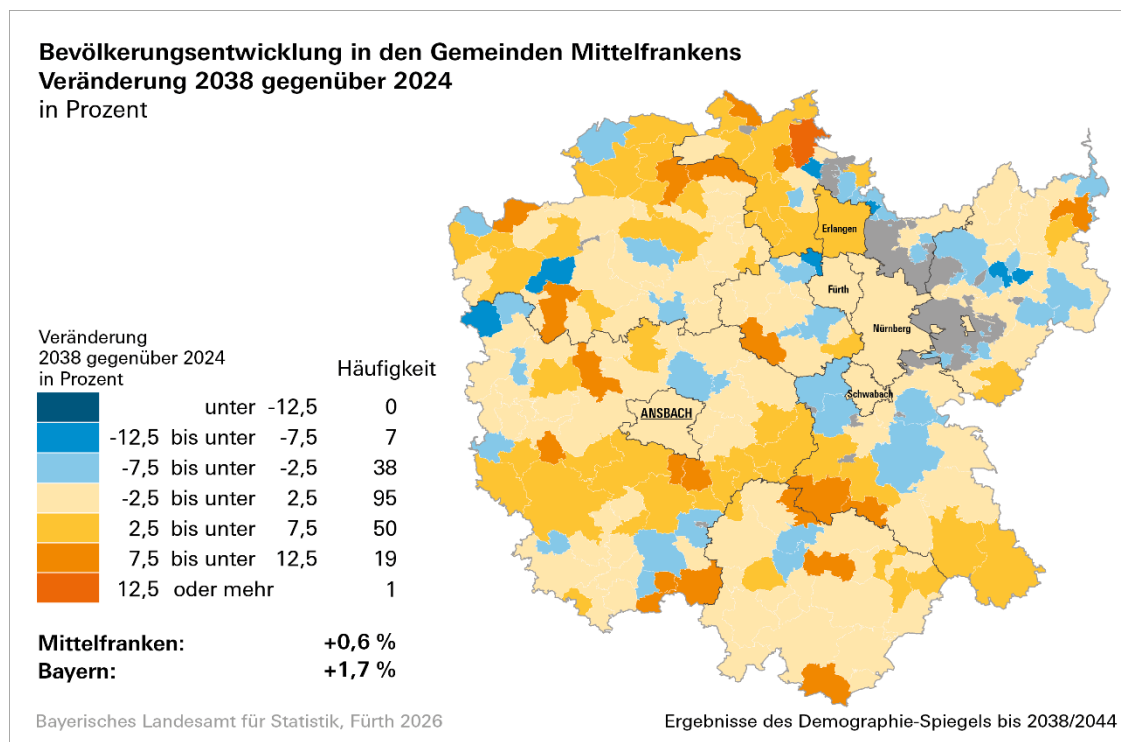 Bevölkerungsentwicklung in den Gemeinden Mittelfrankens
Veränderung 2038 gegenüber 2024
in Prozent
Erlangen
Fürth
Nürnberg
Schwabach
ANSBACH
Veränderung
2038 gegenüber 2024
in Prozent
Häufigkeit
unter -12,5 0
-12,5 bis unter -7,5 7
-7,5 bis unter -2,5 38
-2,5 bis unter 2,5 95
2,5 bis unter 7,5 50
7,5 bis unter 12,5 19
12,5 oder mehr 1
Mittelfranken: +0,6 %
Bayern: +1,7 %
Bayerisches Landesamt für Statistik, Fürth 2026
Ergebnisse des Demographie-Spiegels bis 2038/2044